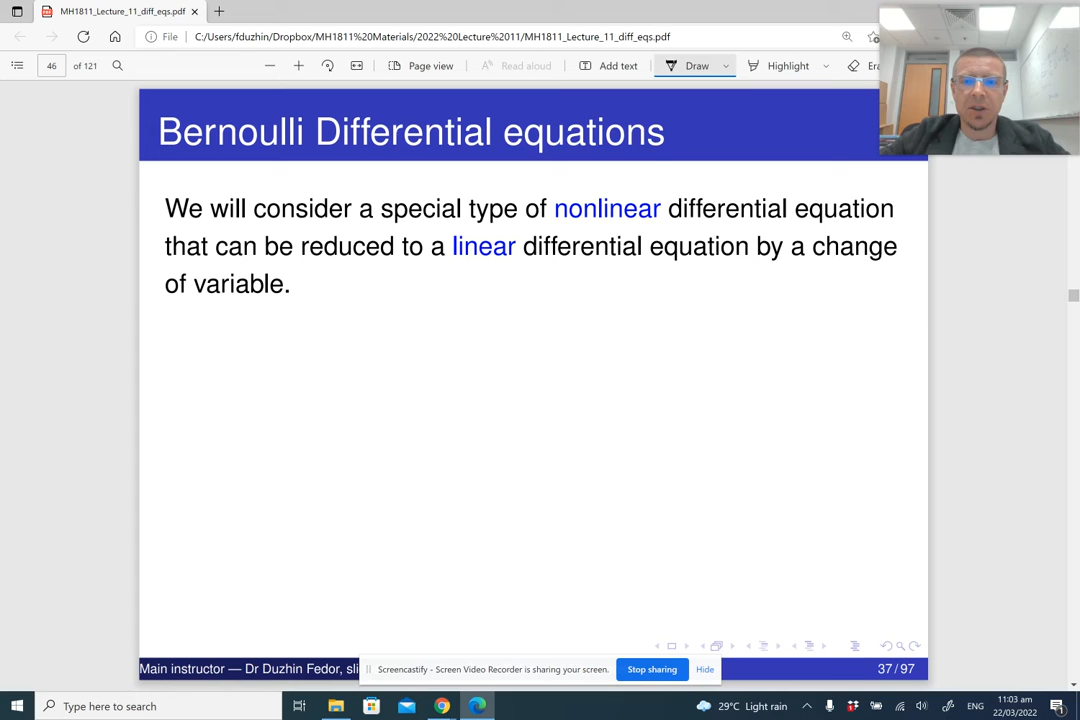 MH1811_Lecture_11_diff_eqs.pdf
File C:/Users/fduzhin/Dropbox/MH1811%20Materials/2022%20Lecture%2011/MH1811_Lecture_11_diff_eqs.pdf
46 of 121 Page view Read aloud Add text Draw Highlight Era
Bernoulli Differential equations
We will consider a special type of nonlinear differential equation
that can be reduced to a linear differential equation by a change
of variable.
Main instructor — Dr Duzhin Fedor, sli 37/97
Screencastify - Screen Video Recorder is sharing your screen. Stop sharing Hide
Type here to search 29°C Light rain ENG 11:03 am
22/03/2022